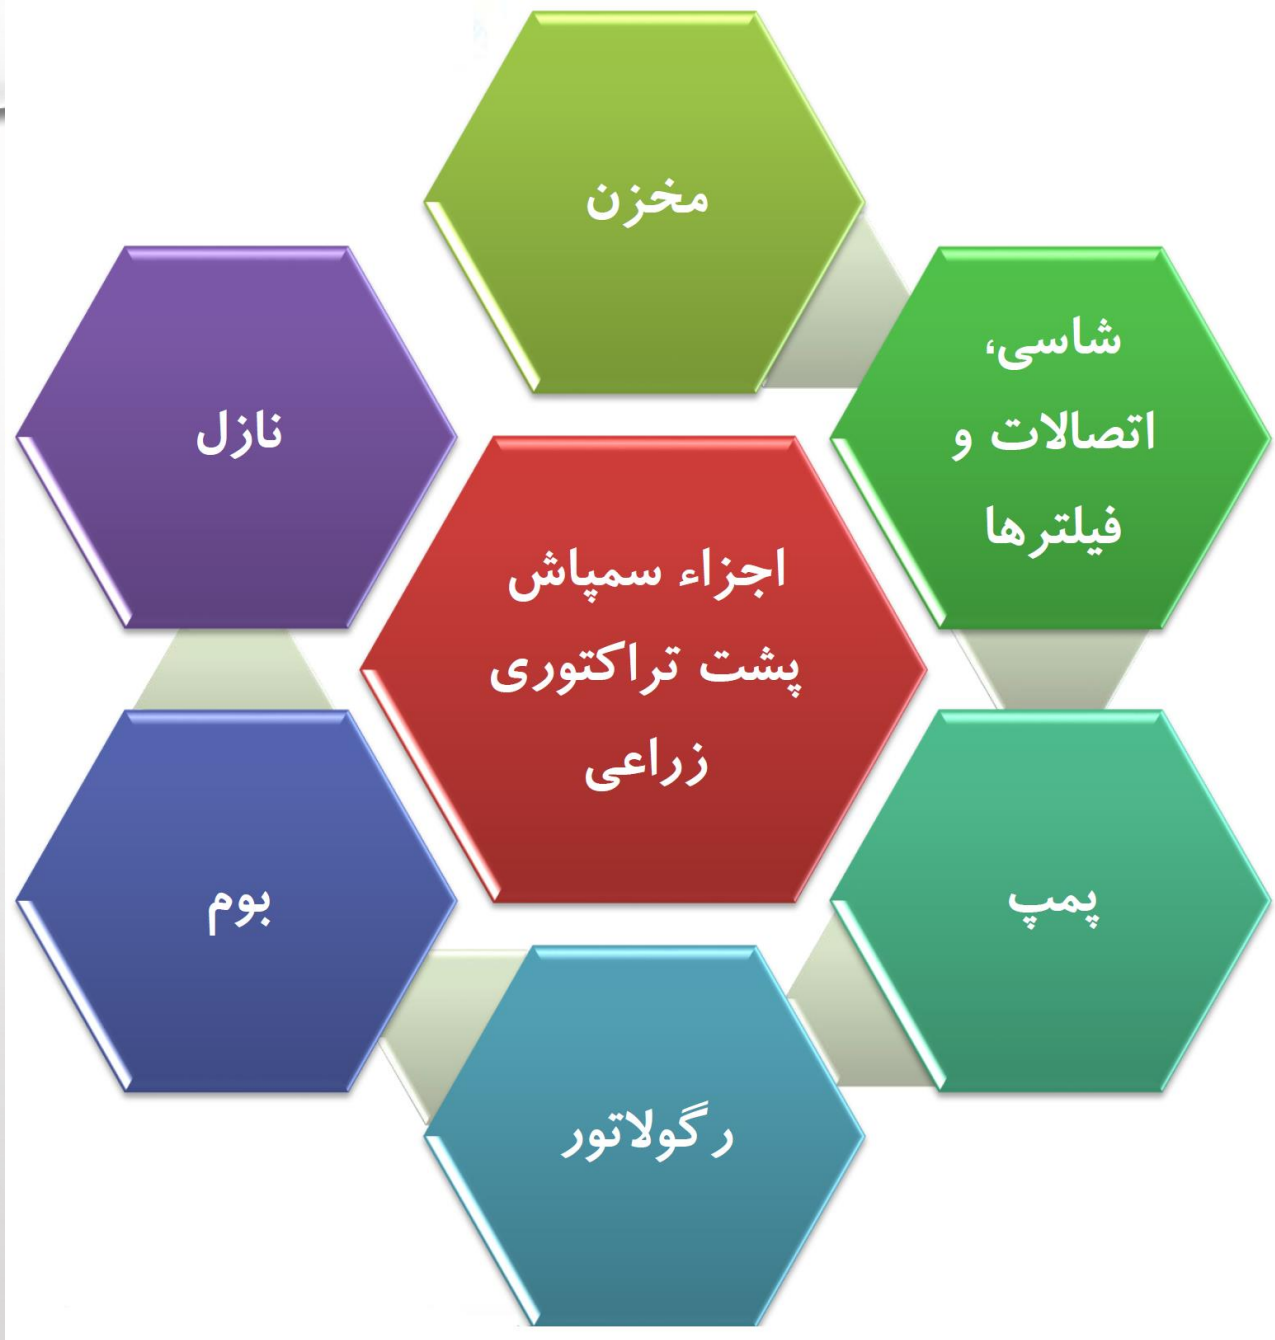 مخزن
شاسی،
اتصالات و
فیلترها
پمپ
رگولاتور
بوم
نازل
اجزاء سمپاش
پشت تراکتوری
زراعی